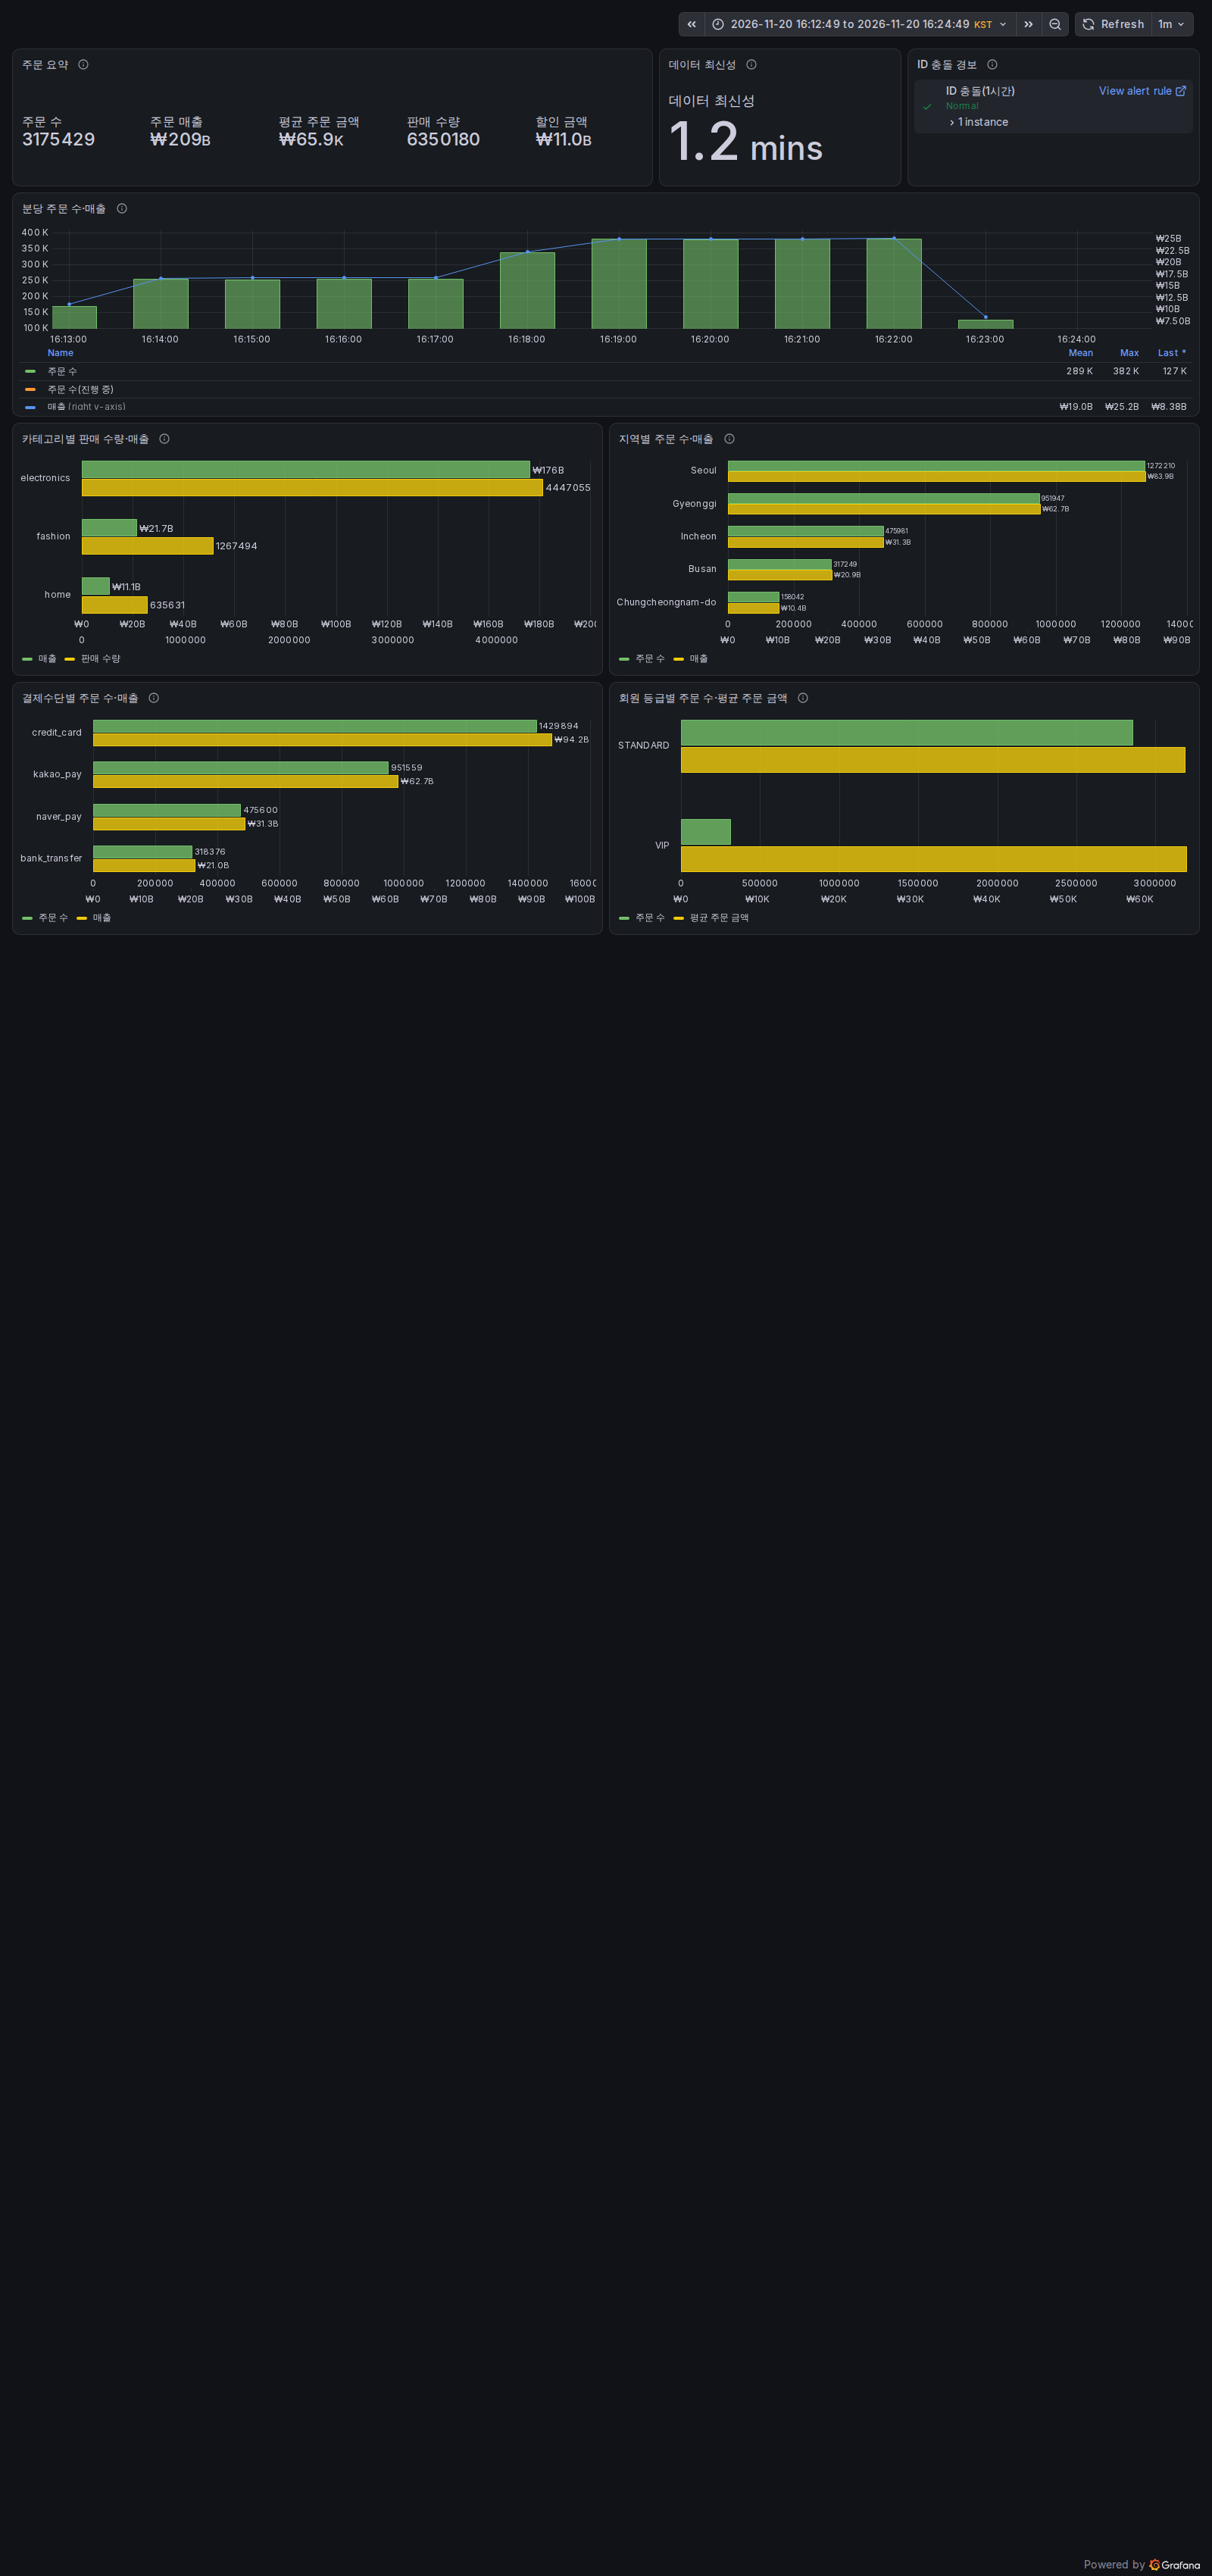 2026-11-20 16:12:49 to 2026-11-20 16:24:49 KST
Refresh
1m
주문 요약
주문 수
3175429
주문 매출
₩209B
평균 주문 금액
₩65.9K
판매 수량
6350180
할인 금액
₩11.0B
데이터 최신성
데이터 최신성
1.2 mins
ID 충돌 경보
ID 충돌(1시간)
View alert rule
Normal
1 instance
분당 주문 수·매출
400 K
350 K
300 K
250 K
200 K
150 K
100 K
₩25B
₩22.5B
₩20B
₩17.5B
₩15B
₩12.5B
₩10B
₩7.50B
16:13:00 16:14:00 16:15:00 16:16:00 16:17:00 16:18:00 16:19:00 16:20:00 16:21:00 16:22:00 16:23:00 16:24:00
Name Mean Max Last *
주문 수 289 K 382 K 127 K
주문 수(진행 중)
매출 (right y-axis) ₩19.0B ₩25.2B ₩8.38B
카테고리별 판매 수량·매출
electronics
₩176B
4447055
fashion
₩21.7B
1267494
home
₩11.1B
635631
₩0 ₩20B ₩40B ₩60B ₩80B ₩100B ₩120B ₩140B ₩160B ₩180B
0 1000000 2000000 3000000 4000000
매출 판매 수량
지역별 주문 수·매출
Seoul
1272210
₩83.9B
Gyeonggi
951947
₩62.7B
Incheon
475981
₩31.3B
Busan
317249
₩20.9B
Chungcheongnam-do
158042
₩10.4B
0 200000 400000 600000 800000 1000000 1200000
₩0 ₩10B ₩20B ₩30B ₩40B ₩50B ₩60B ₩70B ₩80B ₩90B
주문 수 매출
결제수단별 주문 수·매출
credit_card
1429894
₩94.2B
kakao_pay
951559
₩62.7B
naver_pay
475600
₩31.3B
bank_transfer
318376
₩21.0B
0 200000 400000 600000 800000 1000000 1200000 1400000
₩0 ₩10B ₩20B ₩30B ₩40B ₩50B ₩60B ₩70B ₩80B ₩90B ₩100B
주문 수 매출
회원 등급별 주문 수·평균 주문 금액
STANDARD
VIP
0 500000 1000000 1500000 2000000 2500000 3000000
₩0 ₩10K ₩20K ₩30K ₩40K ₩50K ₩60K
주문 수 평균 주문 금액
Powered by Grafana